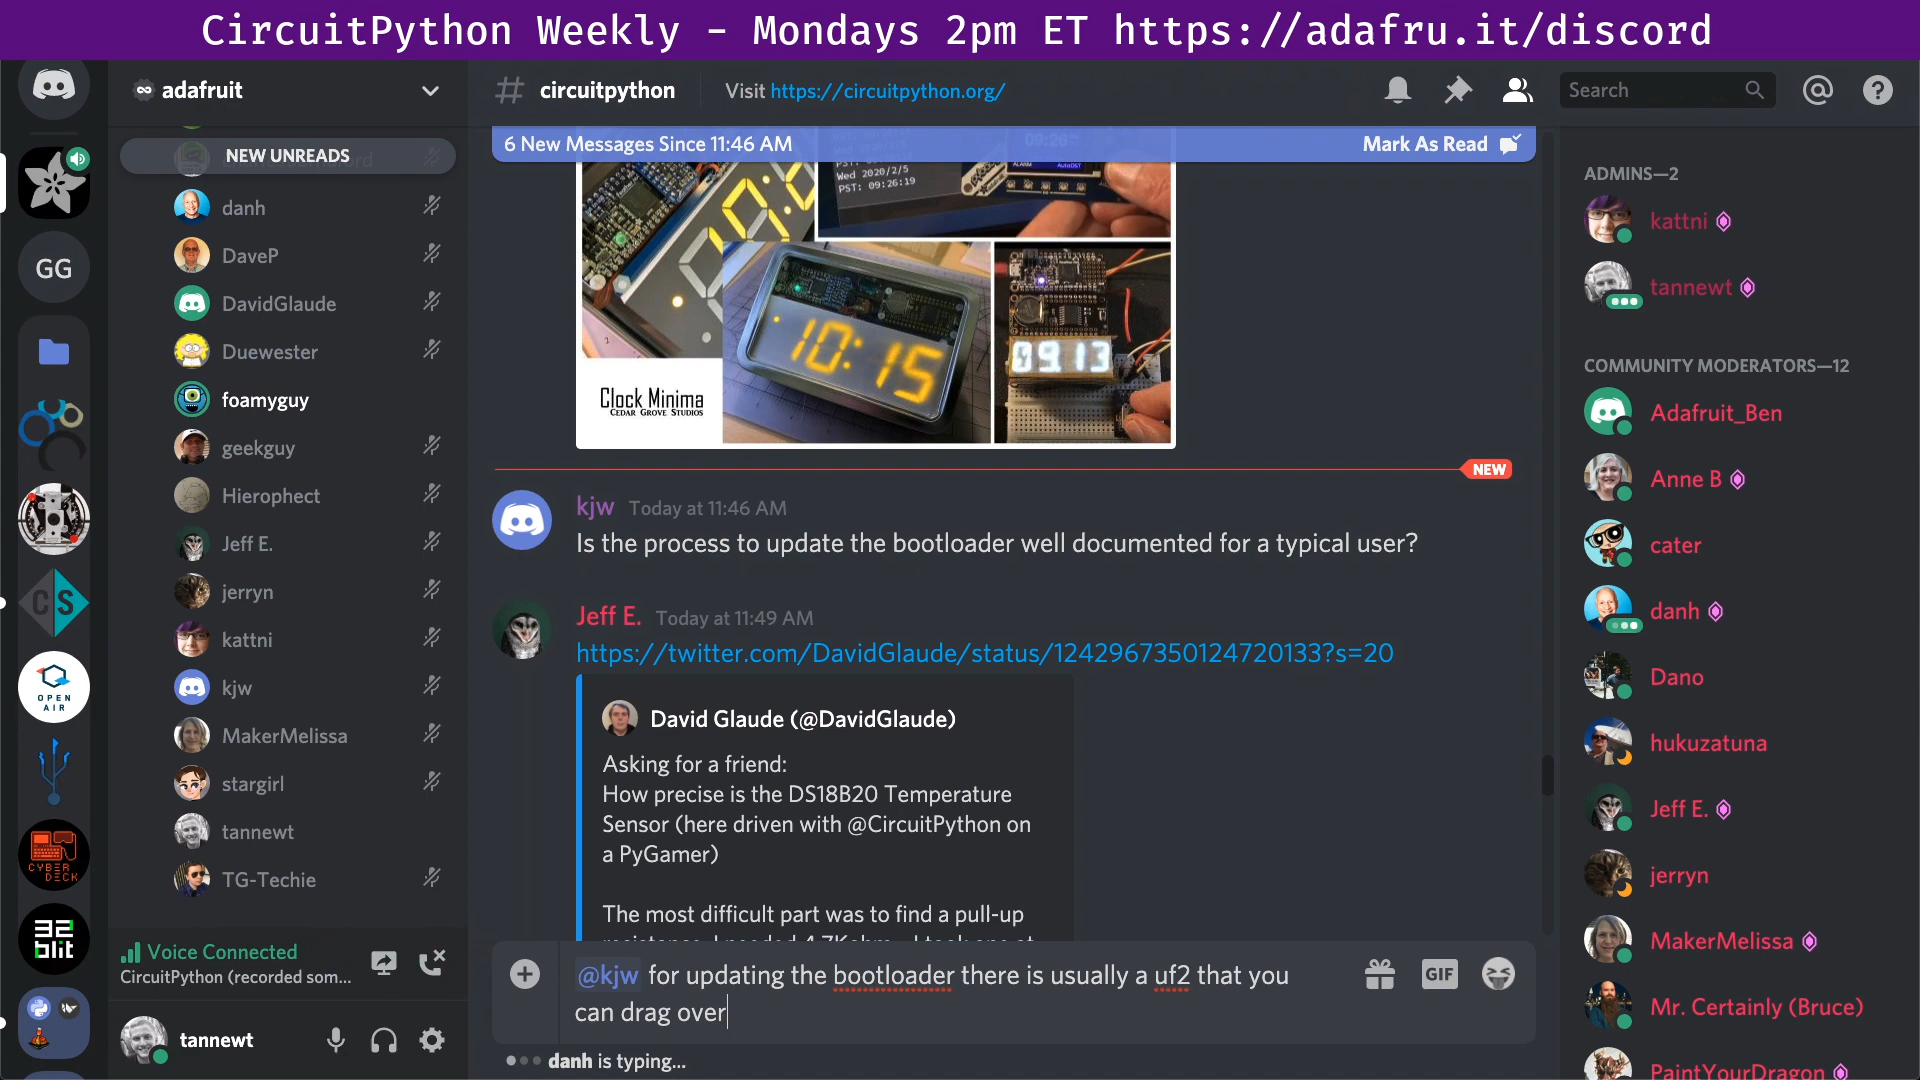 CircuitPython Weekly – Mondays 2pm ET https://adafru.it/discord
adafruit
NEW UNREADS
danh
DaveP
DavidGlaude
Duewester
foamyguy
geekguy
Hierophect
Jeff E.
jerryn
kattni
kjw
MakerMelissa
stargirl
tannewt
TG-Techie
Voice Connected
CircuitPython (recorded som...
tannewt
GG
CS
OPEN
AIR
CYBER
DECK
32
blit
# circuitpython
Visit https://circuitpython.org/
Search
6 New Messages Since 11:46 AM
Mark As Read
Wed 2020/2/5
PST: 09:26:19
10:15
09.13
Clock Minima
CEDAR GROVE STUDIOS
NEW
kjw Today at 11:46 AM
Is the process to update the bootloader well documented for a typical user?
Jeff E. Today at 11:49 AM
https://twitter.com/DavidGlaude/status/1242967350124720133?s=20
David Glaude (@DavidGlaude)
Asking for a friend:
How precise is the DS18B20 Temperature
Sensor (here driven with @CircuitPython on
a PyGamer)
The most difficult part was to find a pull-up
@kjw for updating the bootloader there is usually a uf2 that you
can drag over
GIF
danh is typing...
ADMINS—2
kattni
tannewt
COMMUNITY MODERATORS—12
Adafruit_Ben
Anne B
cater
danh
Dano
hukuzatuna
Jeff E.
jerryn
MakerMelissa
Mr. Certainly (Bruce)
PaintYourDragon